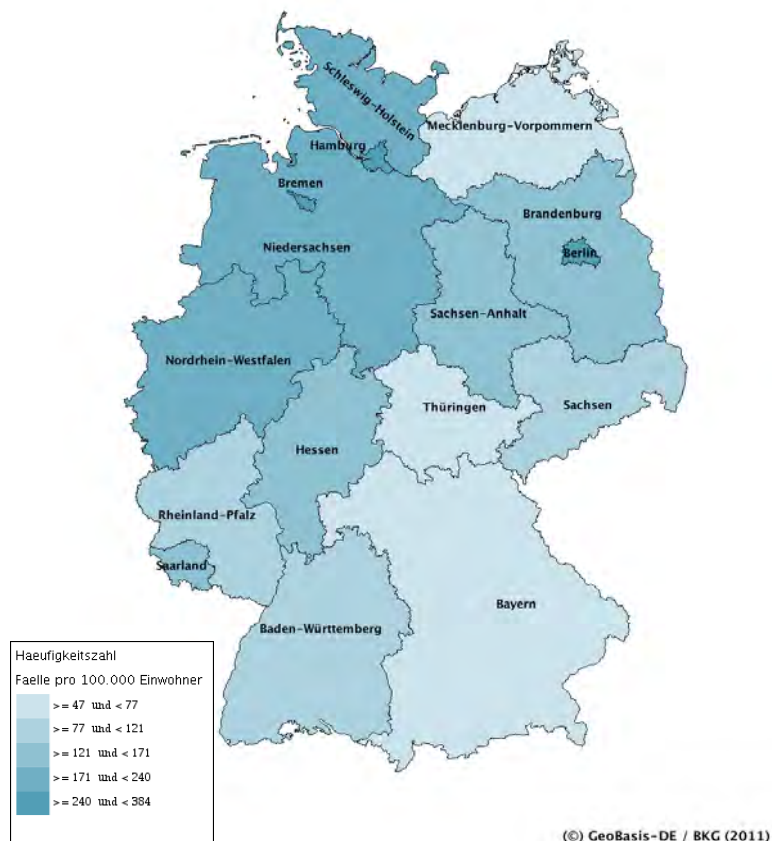 Schleswig-Holstein
Mecklenburg-Vorpommern
Hamburg
Bremen
Brandenburg
Niedersachsen
Berlin
Sachsen-Anhalt
Nordrhein-Westfalen
Thüringen
Sachsen
Hessen
Rheinland-Pfalz
Saarland
Bayern
Baden-Württemberg
Haeufigkeitszahl
Faelle pro 100.000 Einwohner
>= 47 und < 77
>= 77 und < 121
>= 121 und < 171
>= 171 und < 240
>= 240 und < 384
(©) GeoBasis-DE / BKG (2011)